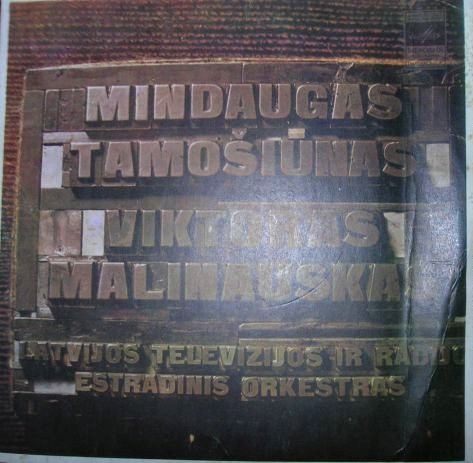 MINDAUGAS
TAMOŠIŪNAS
VIKTORAS
MALINAUSKAS
LATVIJOS TELEVIZIJOS IR RADIJO
ESTRADINIS ORKESTRAS